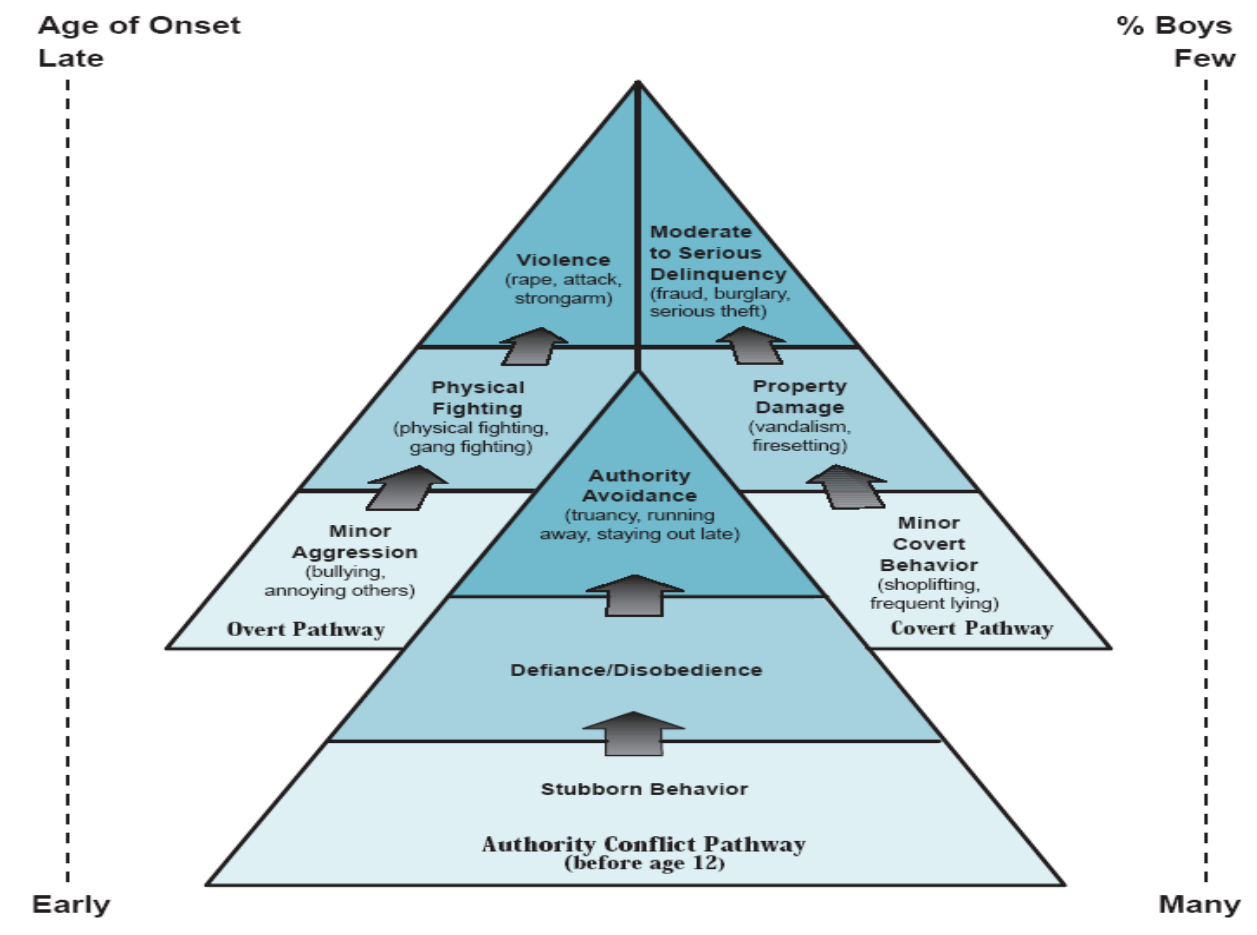 Age of Onset
Late
% Boys
Few
Violence
(rape, attack,
strongarm)
Moderate
to Serious
Delinquency
(fraud, burglary,
serious theft)
Physical
Fighting
(physical fighting,
gang fighting)
Property
Damage
(vandalism,
firesetting)
Authority
Avoidance
(truancy, running
away, staying out late)
Minor
Aggression
(bullying,
annoying others)
Overt Pathway
Minor
Covert
Behavior
(shoplifting,
frequent lying)
Covert Pathway
Defiance/Disobedience
Stubborn Behavior
Authority Conflict Pathway
(before age 12)
Early
Many